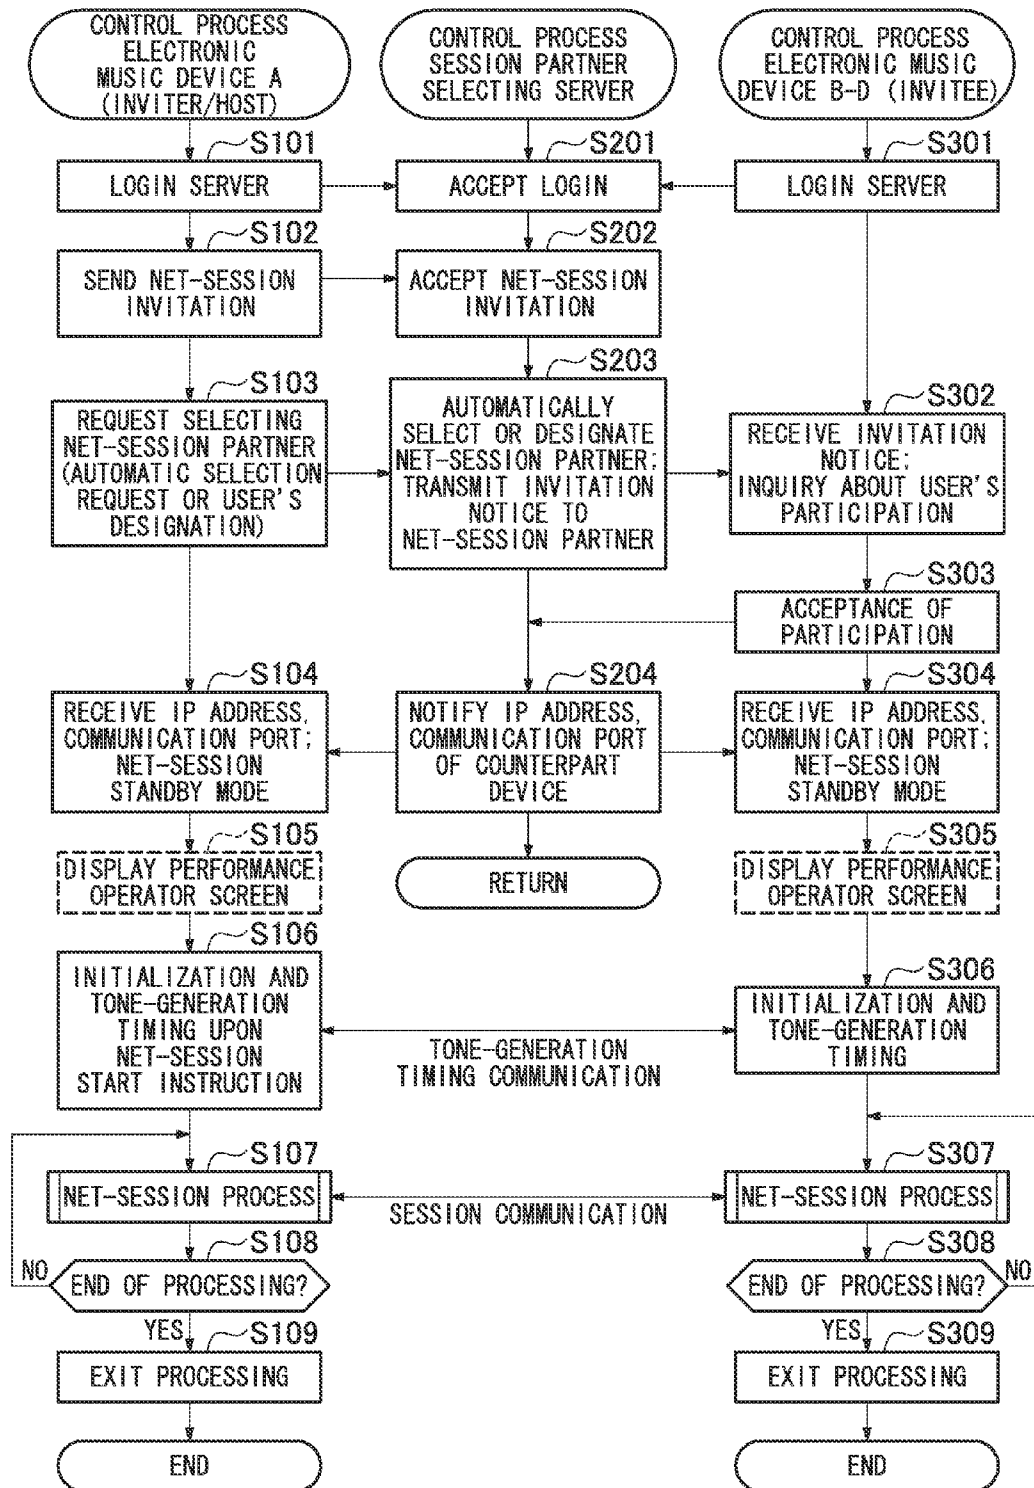 CONTROL PROCESS
ELECTRONIC
MUSIC DEVICE A
(INVITER/HOST)
CONTROL PROCESS
SESSION PARTNER
SELECTING SERVER
CONTROL PROCESS
ELECTRONIC MUSIC
DEVICE B-D (INVITEE)
S101
LOGIN SERVER
S201
ACCEPT LOGIN
S301
LOGIN SERVER
S102
SEND NET-SESSION
INVITATION
S202
ACCEPT NET-SESSION
INVITATION
S103
REQUEST SELECTING
NET-SESSION PARTNER
(AUTOMATIC SELECTION
REQUEST OR USER'S
DESIGNATION)
S203
AUTOMATICALLY
SELECT OR DESIGNATE
NET-SESSION PARTNER;
TRANSMIT INVITATION
NOTICE TO
NET-SESSION PARTNER
S302
RECEIVE INVITATION
NOTICE;
INQUIRY ABOUT USER'S
PARTICIPATION
S303
ACCEPTANCE OF
PARTICIPATION
S104
RECEIVE IP ADDRESS,
COMMUNICATION PORT;
NET-SESSION
STANDBY MODE
S204
NOTIFY IP ADDRESS,
COMMUNICATION PORT
OF COUNTERPART
DEVICE
S304
RECEIVE IP ADDRESS,
COMMUNICATION PORT;
NET-SESSION
STANDBY MODE
S105
DISPLAY PERFORMANCE
OPERATOR SCREEN
RETURN
S305
DISPLAY PERFORMANCE
OPERATOR SCREEN
S106
INITIALIZATION AND
TONE-GENERATION
TIMING UPON
NET-SESSION
START INSTRUCTION
TONE-GENERATION
TIMING COMMUNICATION
S306
INITIALIZATION AND
TONE-GENERATION
TIMING
S107
NET-SESSION PROCESS
SESSION COMMUNICATION
S307
NET-SESSION PROCESS
S108
NO
END OF PROCESSING?
YES
S308
END OF PROCESSING?
NO
YES
S109
EXIT PROCESSING
S309
EXIT PROCESSING
END
END